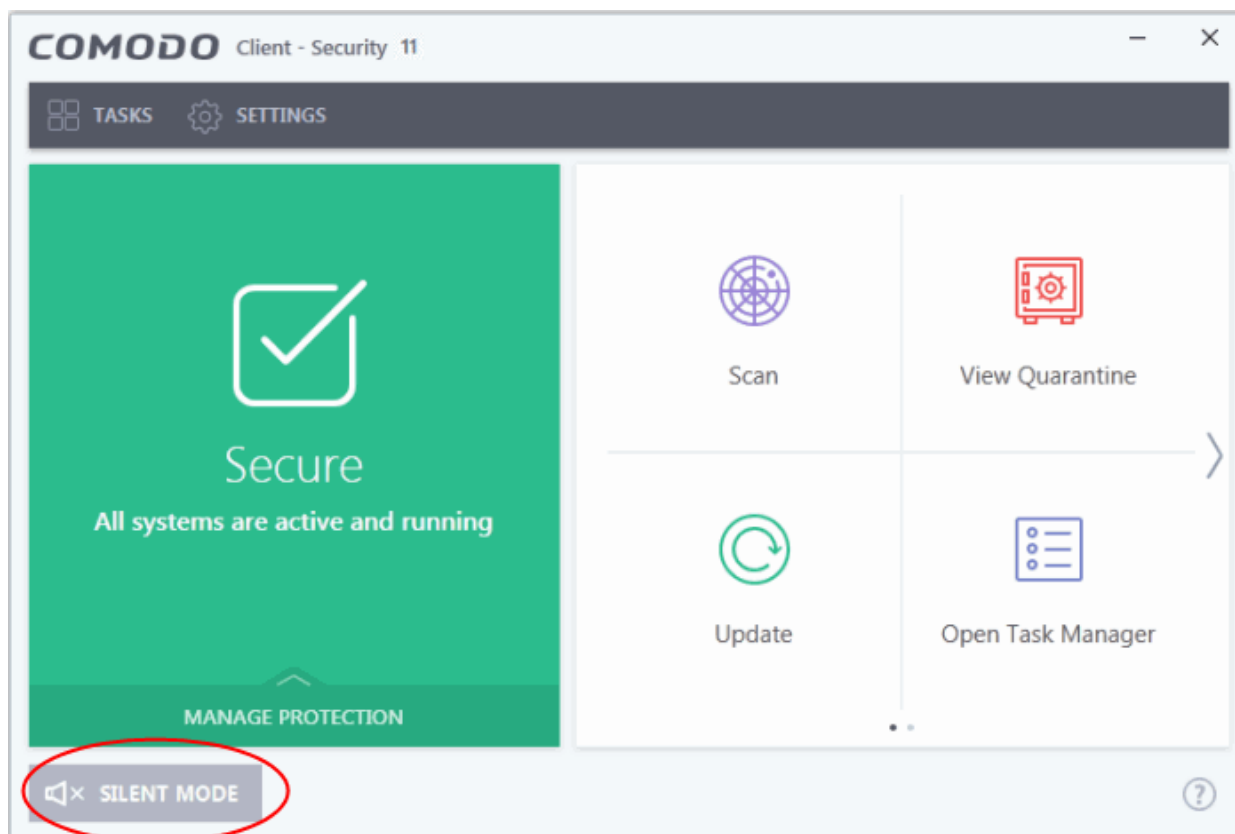 COMODO Client - Security 11
TASKS SETTINGS
Secure
All systems are active and running
MANAGE PROTECTION
Scan
View Quarantine
Update
Open Task Manager
SILENT MODE
?